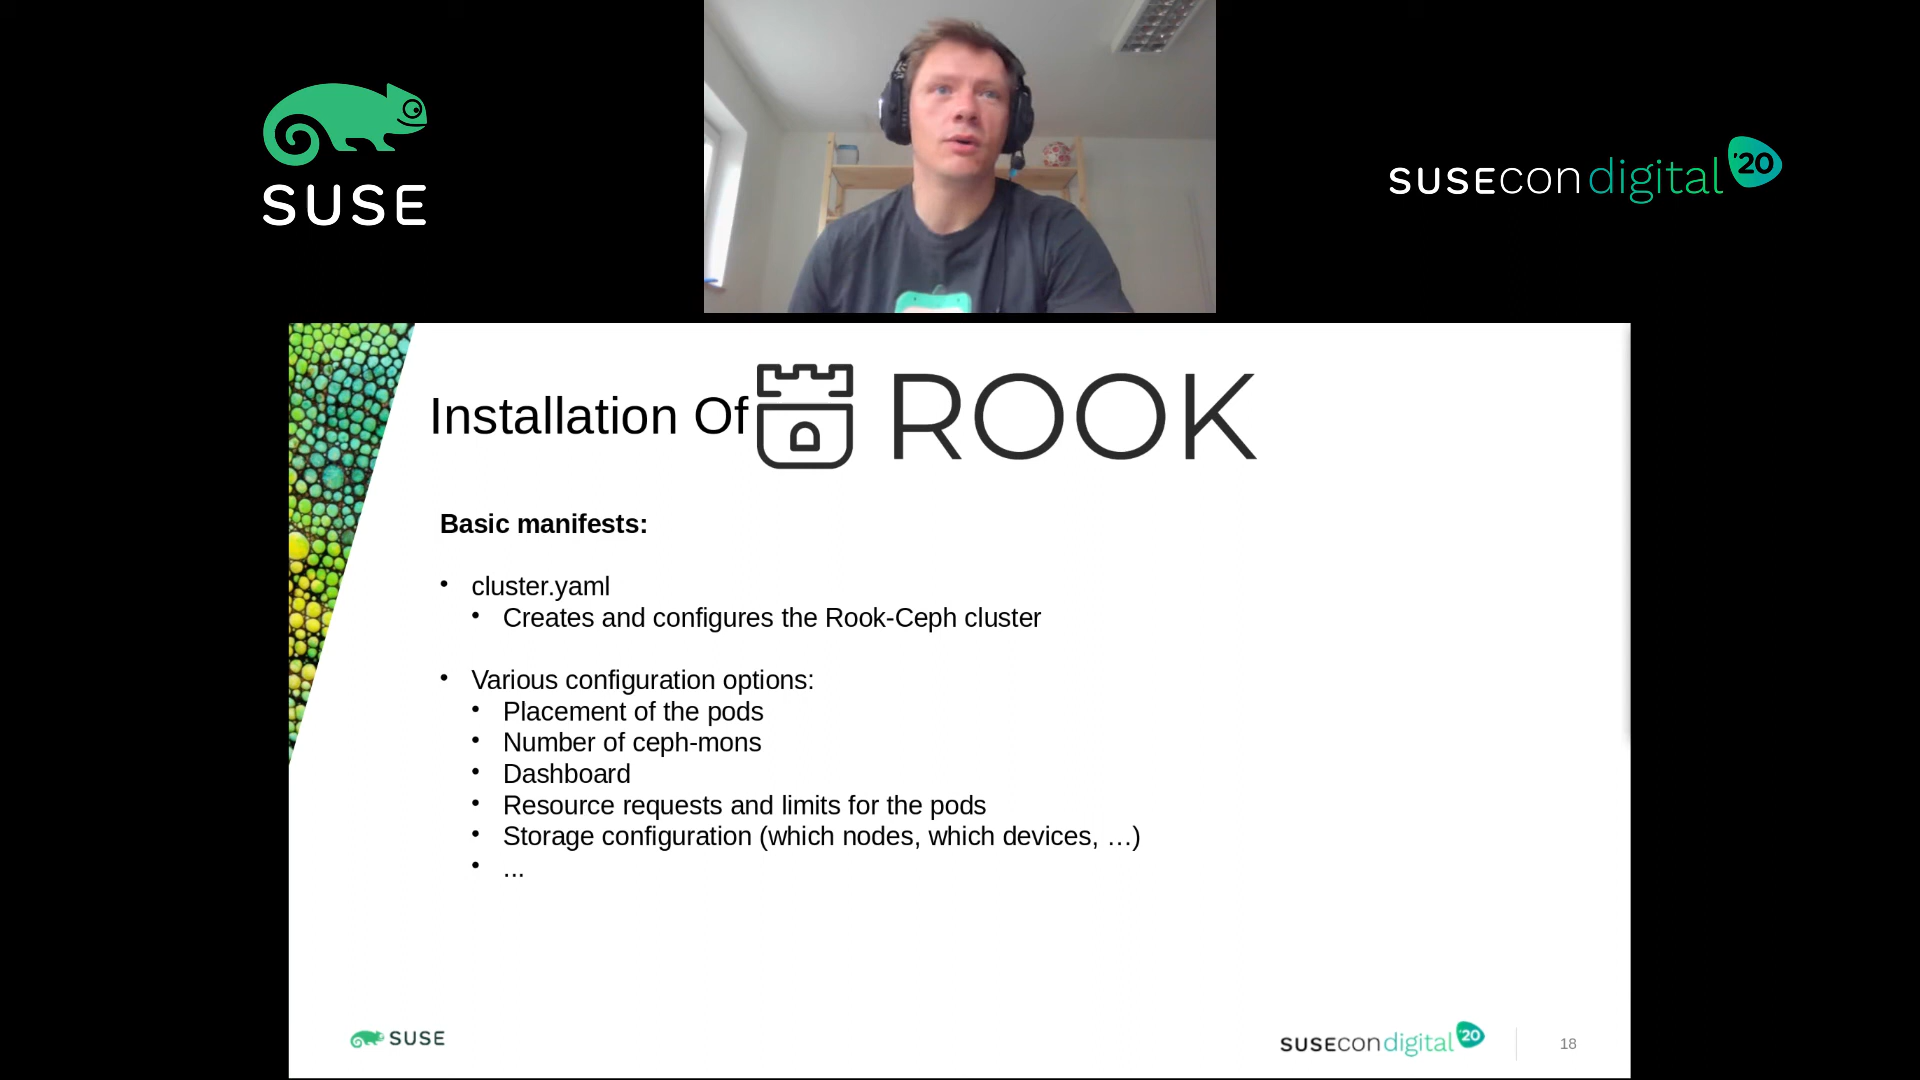 SUSE
SUSEcon digital '20
Installation Of ROOK
Basic manifests:
• cluster.yaml
• Creates and configures the Rook-Ceph cluster
• Various configuration options:
• Placement of the pods
• Number of ceph-mons
• Dashboard
• Resource requests and limits for the pods
• Storage configuration (which nodes, which devices, …)
• ...
SUSE
SUSEcon digital '20
18